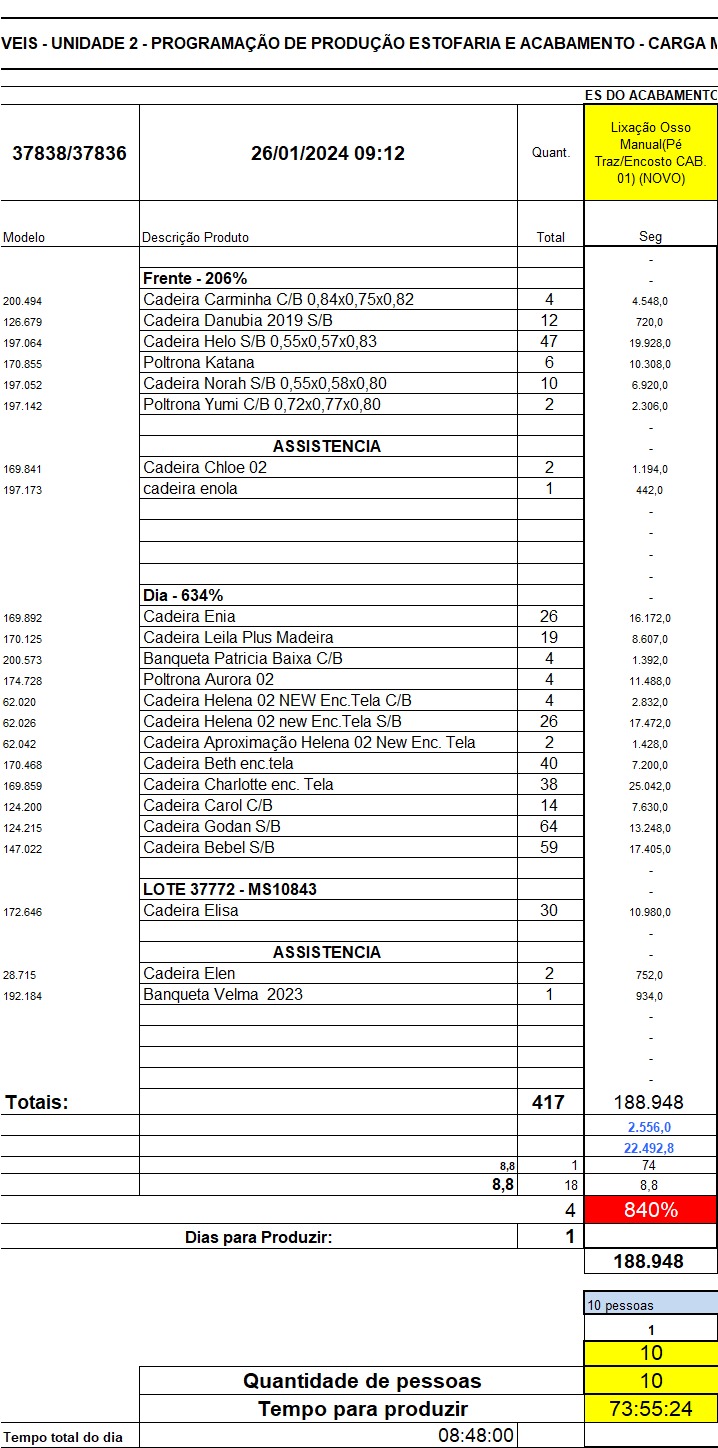 VEIS - UNIDADE 2 - PROGRAMAÇÃO DE PRODUÇÃO ESTOFARIA E ACABAMENTO - CARGA M
ES DO ACABAMENTO
37838/37836 26/01/2024 09:12 Quant. Lixação Osso Manual(Pé Traz/Encosto CAB. 01) (NOVO)
Modelo Descrição Produto Total Seg
-
Frente - 206% -
200.494 Cadeira Carminha C/B 0,84x0,75x0,82 4 4.548,0
126.679 Cadeira Danubia 2019 S/B 12 720,0
197.064 Cadeira Helo S/B 0,55x0,57x0,83 47 19.928,0
170.855 Poltrona Katana 6 10.308,0
197.052 Cadeira Norah S/B 0,55x0,58x0,80 10 6.920,0
197.142 Poltrona Yumi C/B 0,72x0,77x0,80 2 2.306,0
-
ASSISTENCIA -
169.841 Cadeira Chloe 02 2 1.194,0
197.173 cadeira enola 1 442,0
-
-
-
-
Dia - 634% -
169.892 Cadeira Enia 26 16.172,0
170.125 Cadeira Leila Plus Madeira 19 8.607,0
200.573 Banqueta Patricia Baixa C/B 4 1.392,0
174.728 Poltrona Aurora 02 4 11.488,0
62.020 Cadeira Helena 02 NEW Enc.Tela C/B 4 2.832,0
62.026 Cadeira Helena 02 new Enc.Tela S/B 26 17.472,0
62.042 Cadeira Aproximação Helena 02 New Enc. Tela 2 1.428,0
170.468 Cadeira Beth enc.tela 40 7.200,0
169.859 Cadeira Charlotte enc. Tela 38 25.042,0
124.200 Cadeira Carol C/B 14 7.630,0
124.215 Cadeira Godan S/B 64 13.248,0
147.022 Cadeira Bebel S/B 59 17.405,0
-
LOTE 37772 - MS10843 -
172.646 Cadeira Elisa 30 10.980,0
-
ASSISTENCIA -
28.715 Cadeira Elen 2 752,0
192.184 Banqueta Velma 2023 1 934,0
-
-
-
-
Totais: 417 188.948
2.556,0
22.492,8
8,8 1 74
8,8 18 8,8
4 840%
Dias para Produzir: 1
188.948
10 pessoas
1
10
Quantidade de pessoas 10
Tempo para produzir 73:55:24
Tempo total do dia 08:48:00